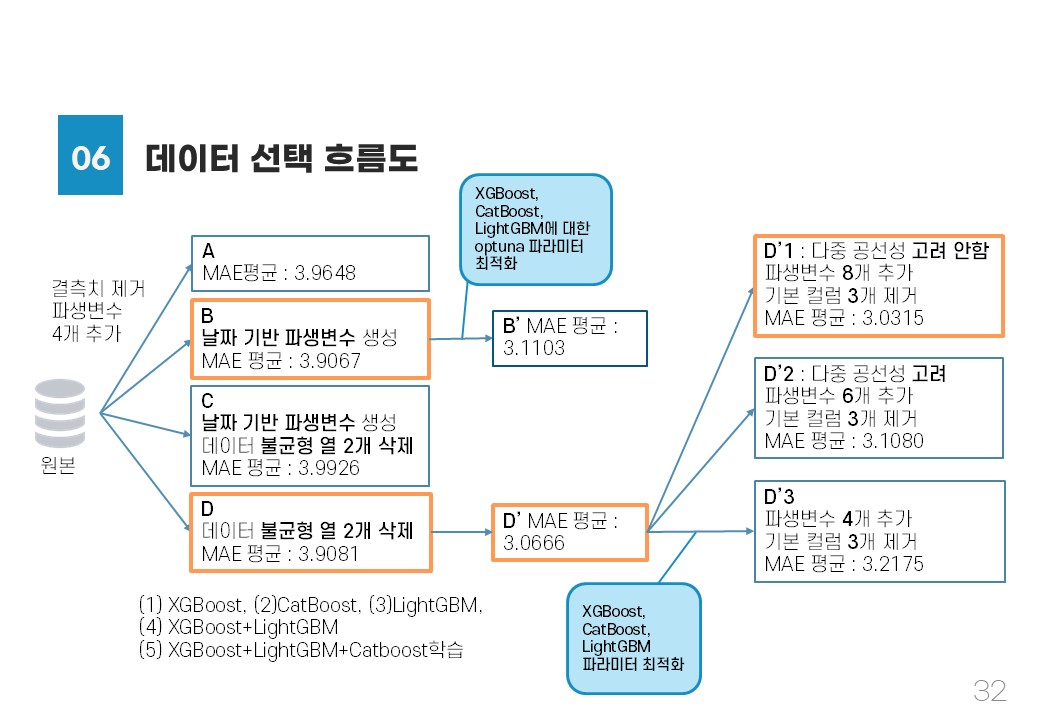 06
데이터 선택 흐름도
결측치 제거
파생변수
4개 추가
원본
A
MAE평균 : 3.9648
B
날짜 기반 파생변수 생성
MAE 평균 : 3.9067
C
날짜 기반 파생변수 생성
데이터 불균형 열 2개 삭제
MAE 평균 : 3.9926
D
데이터 불균형 열 2개 삭제
MAE 평균 : 3.9081
XGBoost,
CatBoost,
LightGBM에 대한
optuna 파라미터
최적화
B’ MAE 평균 :
3.1103
D’ MAE 평균 :
3.0666
XGBoost,
CatBoost,
LightGBM
파라미터 최적화
D’1 : 다중 공선성 고려 안함
파생변수 8개 추가
기본 컬럼 3개 제거
MAE 평균 : 3.0315
D’2 : 다중 공선성 고려
파생변수 6개 추가
기본 컬럼 3개 제거
MAE 평균 : 3.1080
D’3
파생변수 4개 추가
기본 컬럼 3개 제거
MAE 평균 : 3.2175
(1) XGBoost, (2)CatBoost, (3)LightGBM,
(4) XGBoost+LightGBM
(5) XGBoost+LightGBM+Catboost학습
32